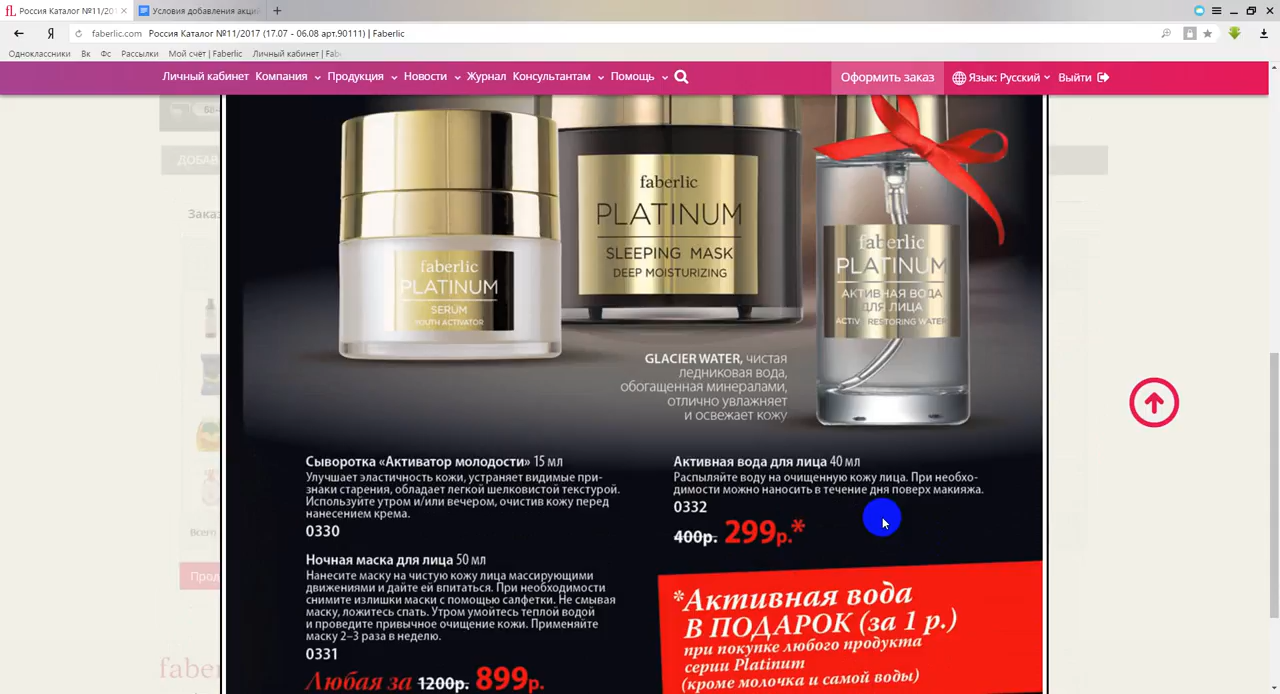 Россия Каталог №11/201
Условия добавления акций
faberlic.com Россия Каталог №11/2017 (17.07 - 06.08 арт.90111) | Faberlic
Одноклассники Вк Фс Рассылки Мой счёт | Faberlic Личный кабинет | Fab
Личный кабинет Компания Продукция Новости Журнал Консультантам Помощь Оформить заказ Язык: Русский Выйти
ДОБАВ
Заказ
faberlic
PLATINUM
SERUM
YOUTH ACTIVATOR
faberlic
PLATINUM
SLEEPING MASK
DEEP MOISTURIZING
faberlic
PLATINUM
АКТИВНАЯ ВОДА
ДЛЯ ЛИЦА
ACTIV RESTORING WATER
GLACIER WATER, чистая
ледниковая вода,
обогащенная минералами,
отлично увлажняет
и освежает кожу
Сыворотка «Активатор молодости» 15 мл
Улучшает эластичность кожи, устраняет видимые при-
знаки старения, обладает легкой шелковистой текстурой.
Используйте утром и/или вечером, очистив кожу перед
нанесением крема.
0330
Ночная маска для лица 50 мл
Нанесите маску на чистую кожу лица массирующими
движениями и дайте ей впитаться. При необходимости
снимите излишки маски с помощью салфетки. Не смывая
маску, ложитесь спать. Утром умойтесь теплой водой
и проведите привычное очищение кожи. Применяйте
маску 2–3 раза в неделю.
0331
Любая за 1200р. 899р.
Активная вода для лица 40 мл
Распыляйте воду на очищенную кожу лица. При необхо-
димости можно наносить в течение дня поверх макияжа.
0332
400р. 299р.*
*Активная вода
В ПОДАРОК (за 1 р.)
при покупке любого продукта
серии Platinum
(кроме молочка и самой воды)
Всего
Прод
faberlic